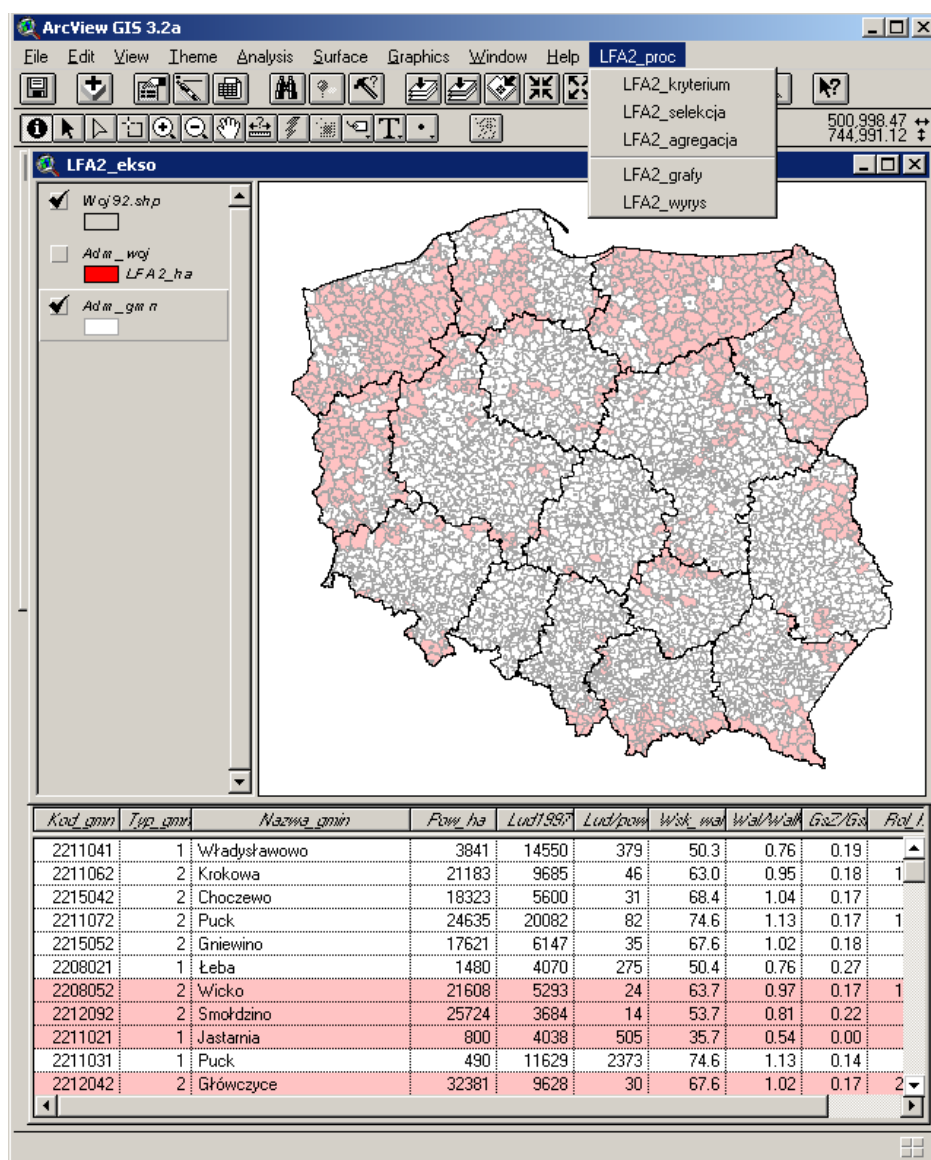 ArcView GIS 3.2a
File Edit View Theme Analysis Surface Graphics Window Help LFA2_proc
LFA2_kryterium
LFA2_selekcja
LFA2_agregacja
LFA2_grafy
LFA2_wyrys
500,998.47
744,991.12
LFA2_ekso
Woj92.shp
Adm_woj
LFA2_ha
Adm_gmn
Kod_gmn Typ_gmn Nazwa_gmin Pow_ha Lud1997 Lud/pow Wsk_wal Wal/Walk GsZ/Gs
2211041 1 Władysławowo 3841 14550 379 50.3 0.76 0.19
2211062 2 Krokowa 21183 9685 46 63.0 0.95 0.18 1
2215042 2 Choczewo 18323 5600 31 68.4 1.04 0.17
2211072 2 Puck 24635 20082 82 74.6 1.13 0.17 1
2215052 2 Gniewino 17621 6147 35 67.6 1.02 0.18
2208021 1 Łeba 1480 4070 275 50.4 0.76 0.27
2208052 2 Wicko 21608 5293 24 63.7 0.97 0.17 1
2212092 2 Smołdzino 25724 3684 14 53.7 0.81 0.22
2211021 1 Jastarnia 800 4038 505 35.7 0.54 0.00
2211031 1 Puck 490 11629 2373 74.6 1.13 0.14
2212042 2 Główczyce 32381 9628 30 67.6 1.02 0.17 2